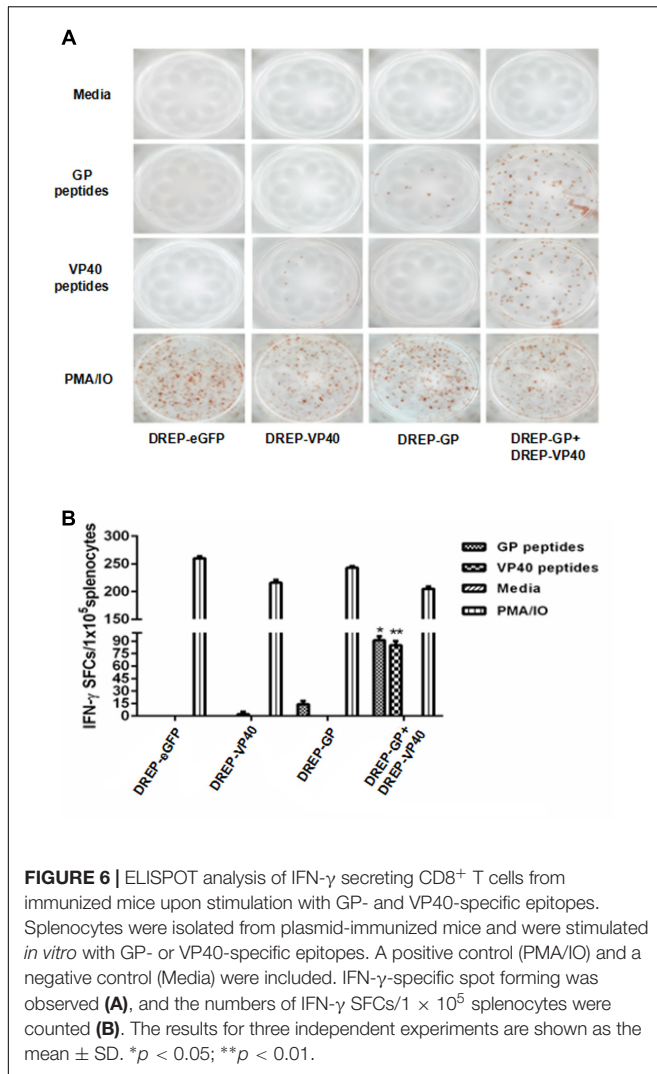 A
Media
GP
peptides
VP40
peptides
PMA/IO
DREP-eGFP DREP-VP40 DREP-GP DREP-GP+
DREP-VP40
B
IFN-γ SFCs/1x10⁵splenocytes
300
250
200
150
90
75
60
45
30
15
0
* **
GP peptides
VP40 peptides
Media
PMA/IO
DREP-eGFP
DREP-VP40
DREP-GP
DREP-GP+
DREP-VP40
FIGURE 6 | ELISPOT analysis of IFN-γ secreting CD8⁺ T cells from
immunized mice upon stimulation with GP- and VP40-specific epitopes.
Splenocytes were isolated from plasmid-immunized mice and were stimulated
in vitro with GP- or VP40-specific epitopes. A positive control (PMA/IO) and a
negative control (Media) were included. IFN-γ-specific spot forming was
observed (A), and the numbers of IFN-γ SFCs/1 × 10⁵ splenocytes were
counted (B). The results for three independent experiments are shown as the
mean ± SD. *p < 0.05; **p < 0.01.